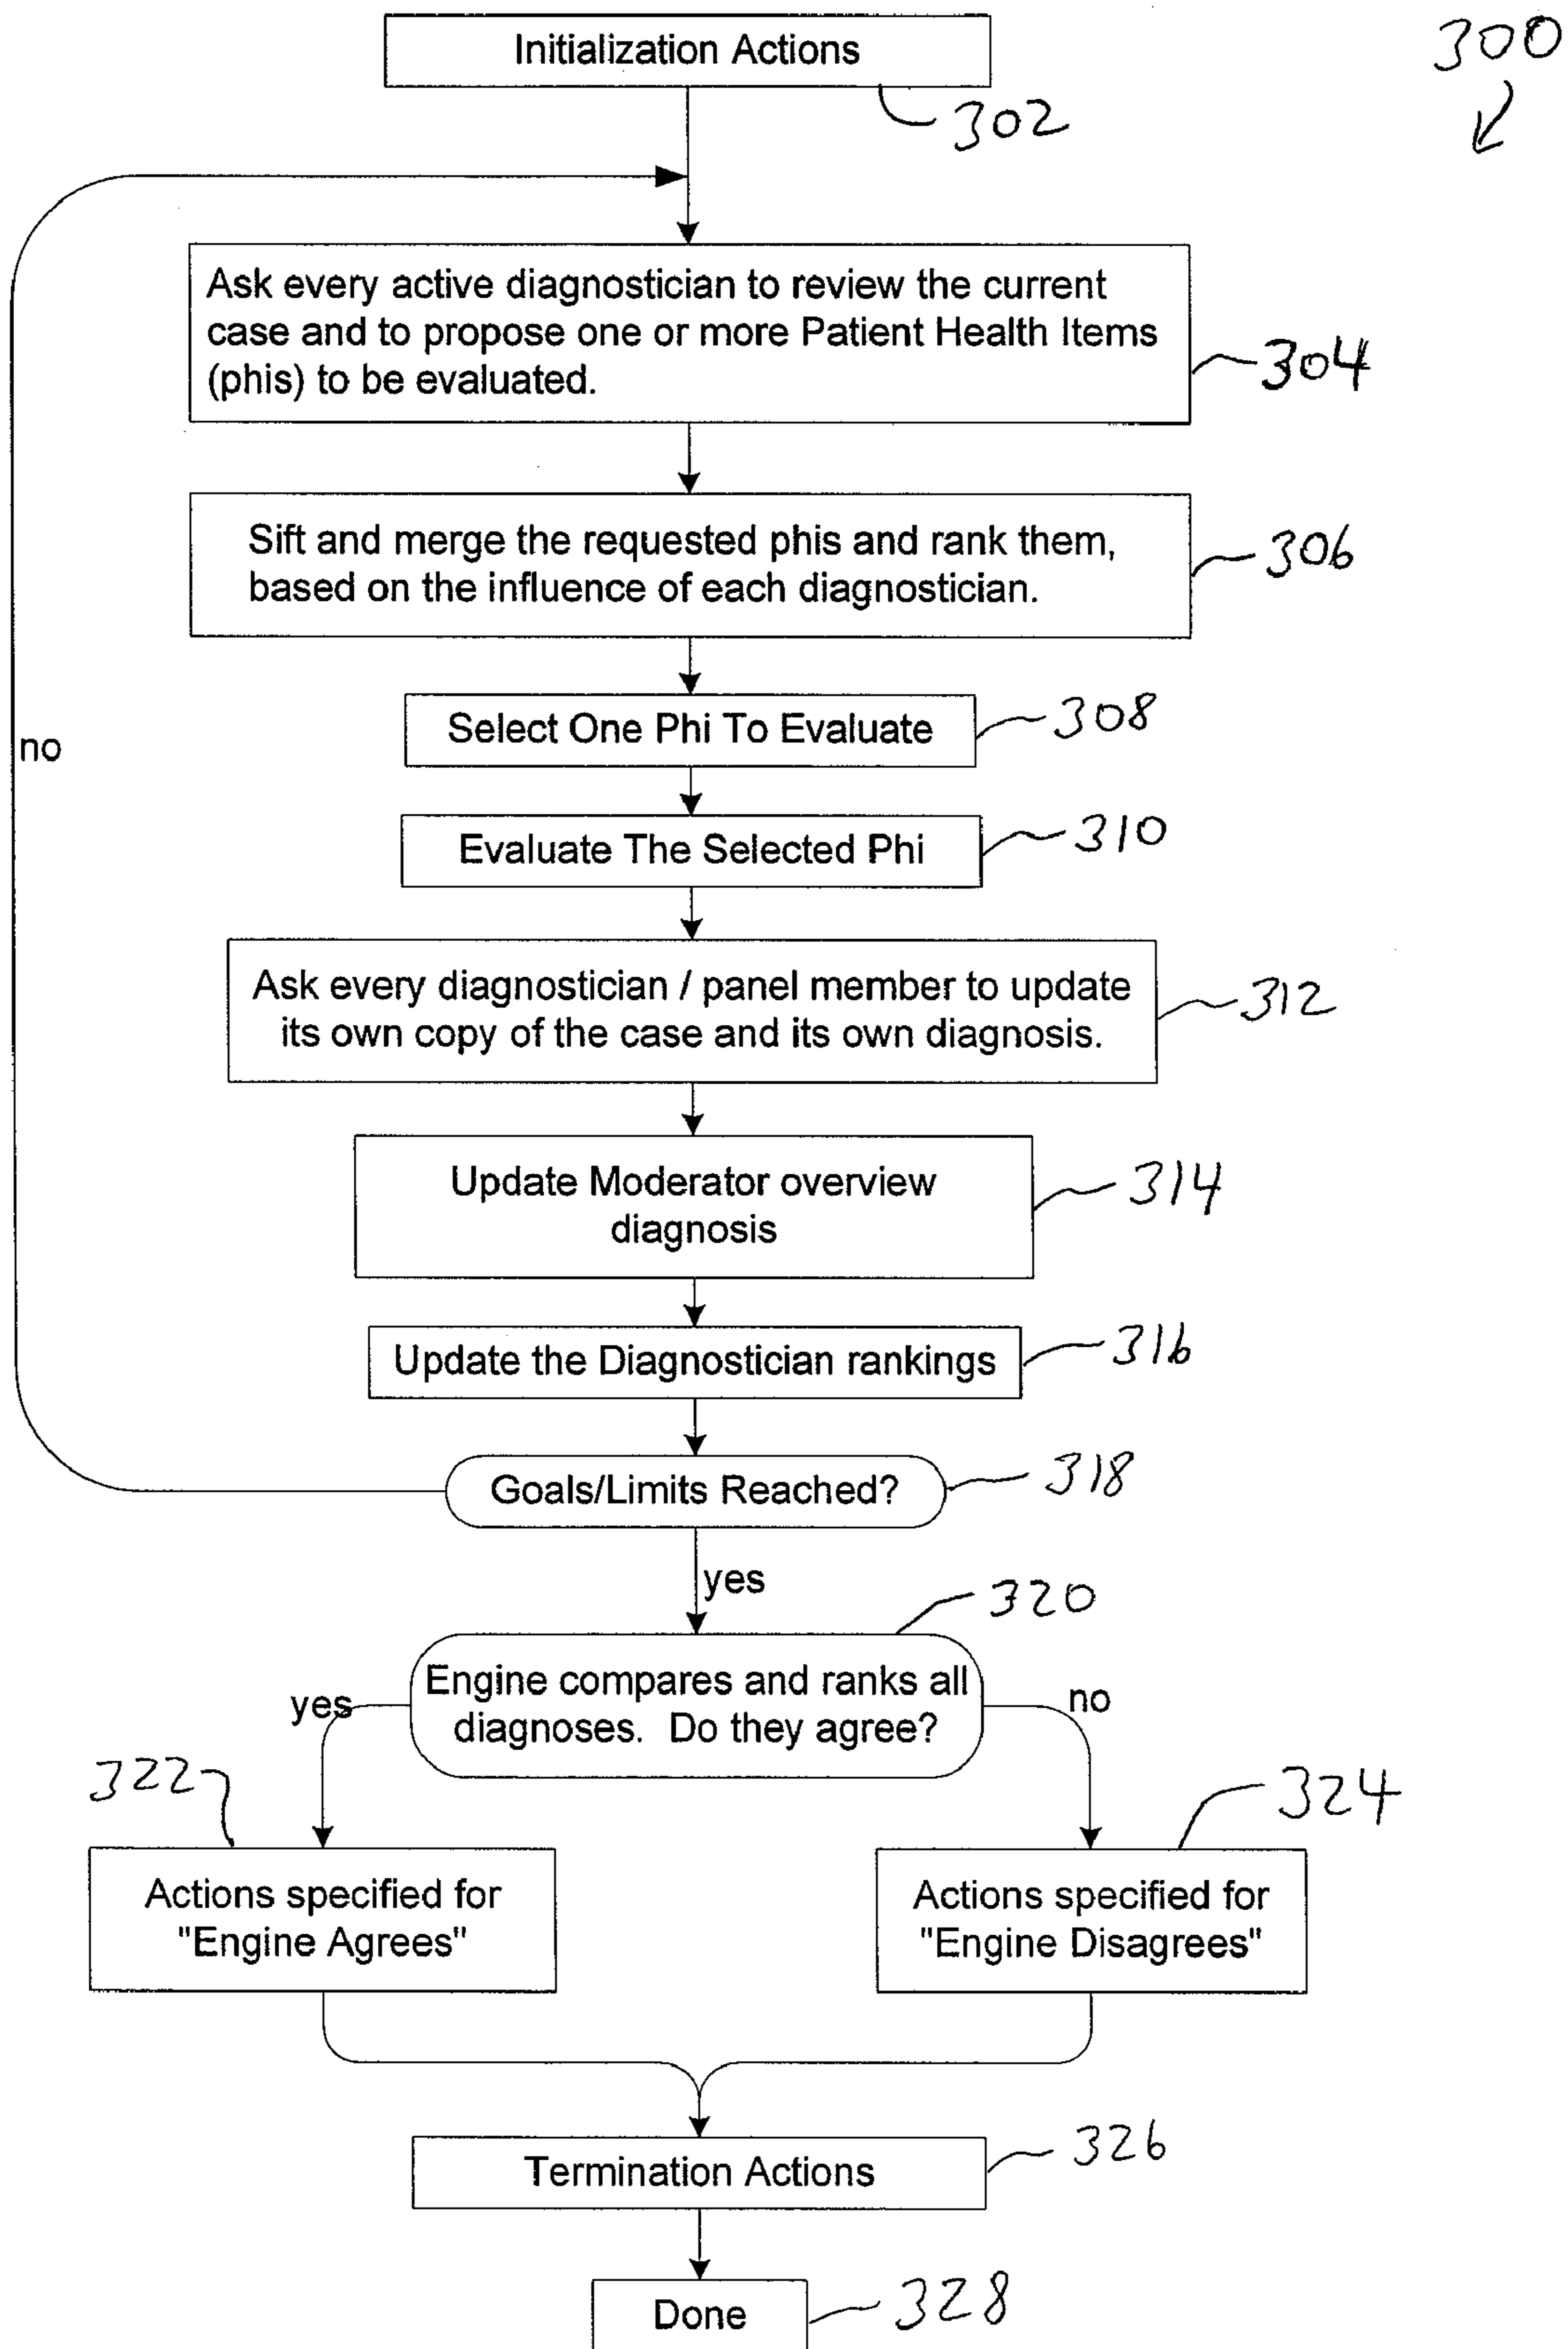 Initialization Actions
300
302
Ask every active diagnostician to review the current
case and to propose one or more Patient Health Items
(phis) to be evaluated.
304
Sift and merge the requested phis and rank them,
based on the influence of each diagnostician.
306
Select One Phi To Evaluate
308
no
Evaluate The Selected Phi
310
Ask every diagnostician / panel member to update
its own copy of the case and its own diagnosis.
312
Update Moderator overview
diagnosis
314
Update the Diagnostician rankings
316
Goals/Limits Reached?
318
yes
320
Engine compares and ranks all
diagnoses. Do they agree?
yes
no
322
324
Actions specified for
"Engine Agrees"
Actions specified for
"Engine Disagrees"
Termination Actions
326
Done
328